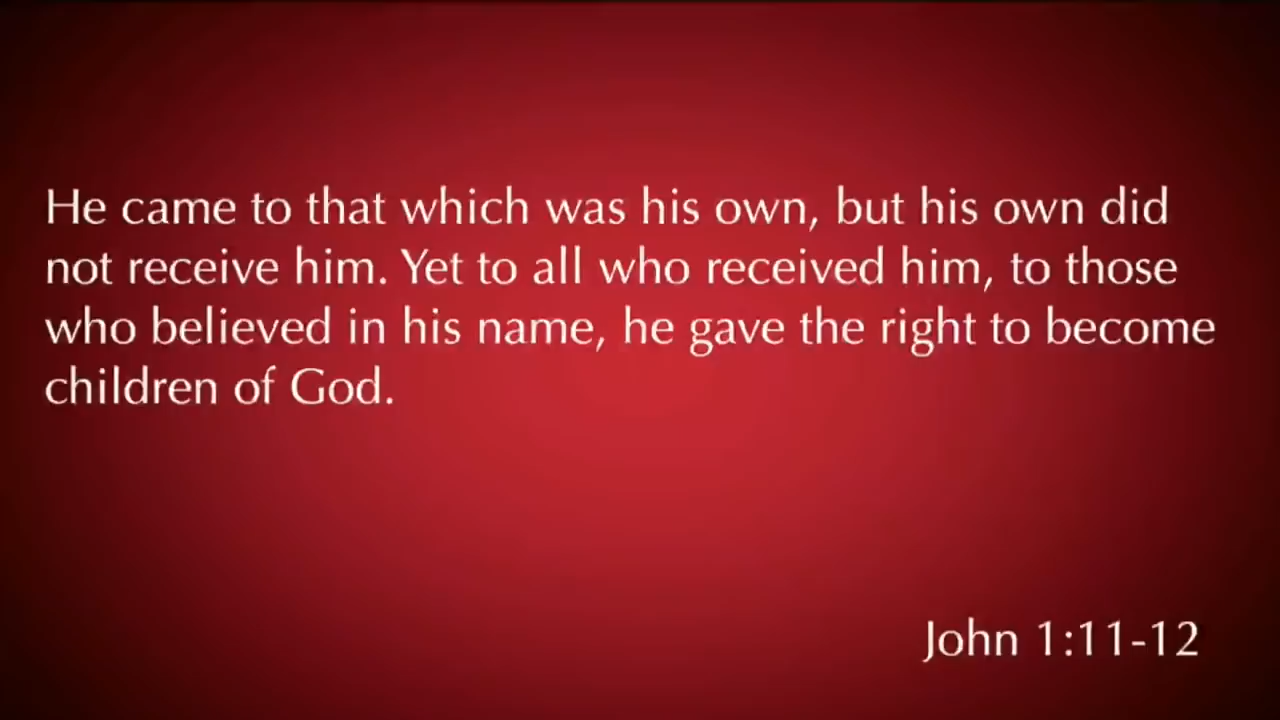 He came to that which was his own, but his own did
not receive him. Yet to all who received him, to those
who believed in his name, he gave the right to become
children of God.
John 1:11-12